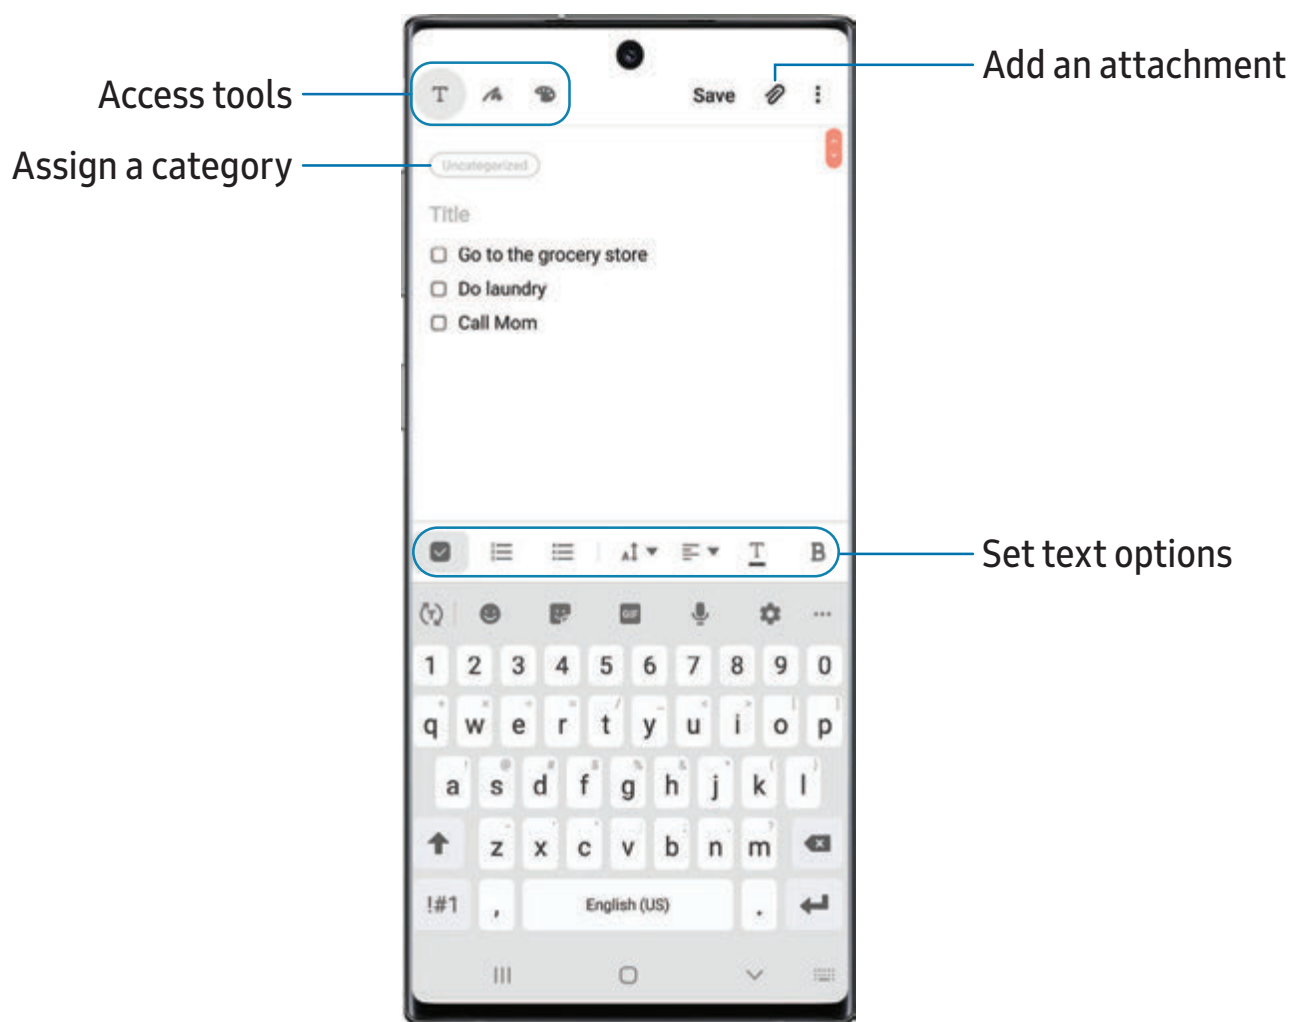 Add an attachment
Access tools
T
Save
Assign a category
Uncategorized
Title
Go to the grocery store
Do laundry
Call Mom
T B
Set text options
GIF
1 2 3 4 5 6 7 8 9 0
q w e r t y u i o p
a s d f g h j k l
z x c v b n m
!#1 , English (US) .